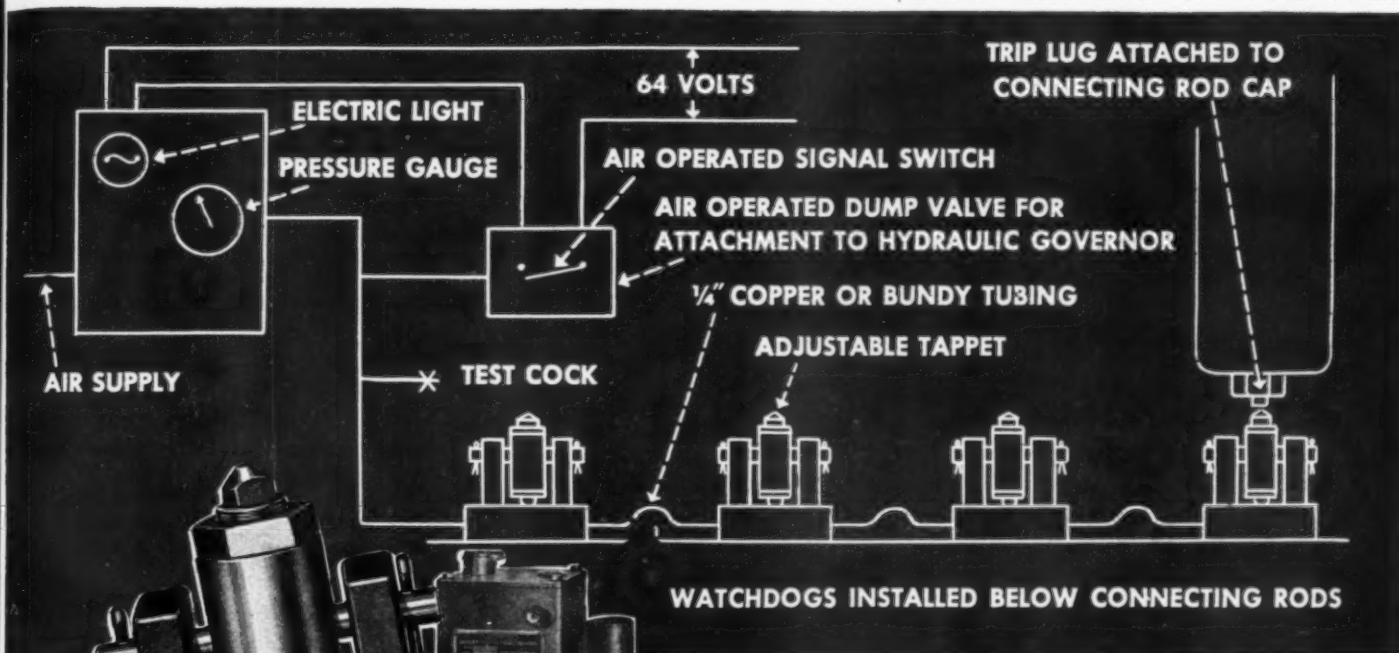 64 VOLTS
TRIP LUG ATTACHED TO
CONNECTING ROD CAP
ELECTRIC LIGHT
PRESSURE GAUGE
AIR OPERATED SIGNAL SWITCH
AIR OPERATED DUMP VALVE FOR
ATTACHMENT TO HYDRAULIC GOVERNOR
¼" COPPER OR BUNDY TUBING
ADJUSTABLE TAPPET
AIR SUPPLY
TEST COCK
WATCHDOGS INSTALLED BELOW CONNECTING RODS